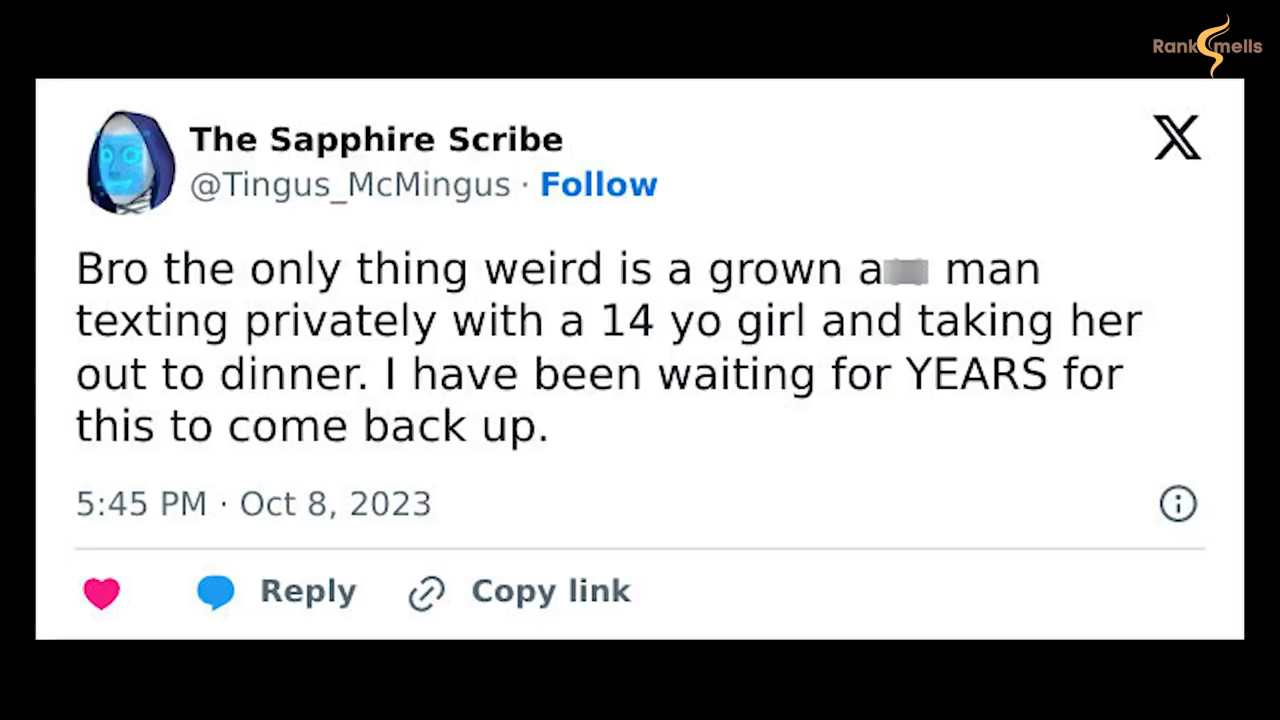 RankSmells
The Sapphire Scribe
@Tingus_McMingus · Follow
Bro the only thing weird is a grown a man
texting privately with a 14 yo girl and taking her
out to dinner. I have been waiting for YEARS for
this to come back up.
5:45 PM · Oct 8, 2023
Reply Copy link